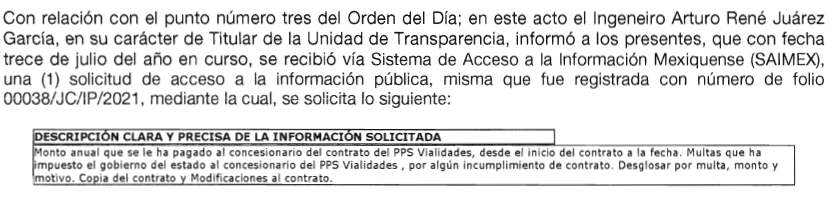 Con relación con el punto número tres del Orden del Día; en este acto el Ingeneiro Arturo René Juárez
García, en su carácter de Titular de la Unidad de Transparencia, informó a los presentes, que con fecha
trece de julio del año en curso, se recibió vía Sistema de Acceso a la Información Mexiquense (SAIMEX),
una (1) solicitud de acceso a la información pública, misma que fue registrada con número de folio
00038/JC/IP/2021, mediante la cual, se solicita lo siguiente:
DESCRIPCIÓN CLARA Y PRECISA DE LA INFORMACIÓN SOLICITADA
Monto anual que se le ha pagado al concesionario del contrato del PPS Vialidades, desde el inicio del contrato a la fecha. Multas que ha
impuesto el gobierno del estado al concesionario del PPS Vialidades , por algún incumplimiento de contrato. Desglosar por multa, monto y
motivo. Copia del contrato y Modificaciones al contrato.